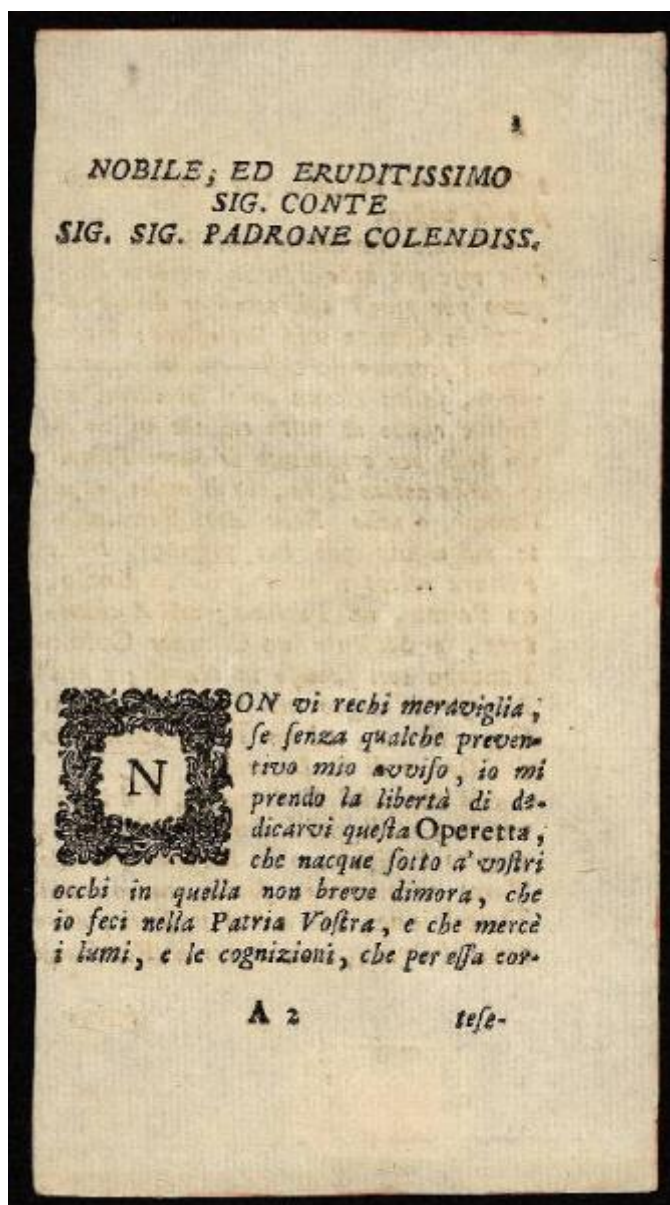 3
NOBILE, ED ERUDITISSIMO
SIG. CONTE
SIG. SIG. PADRONE COLENDISS.
NON vi rechi meraviglia,
ſe ſenza qualche preven-
tivo mio avviſo, io mi
prendo la libertà di de-
dicarvi queſta Operetta,
che nacque ſotto a' voſtri
occhi in quella non breve dimora, che
io feci nella Patria Voſtra, e che mercè
i lumi, e le cognizioni, che per eſſa cor-
A 2 teſe-